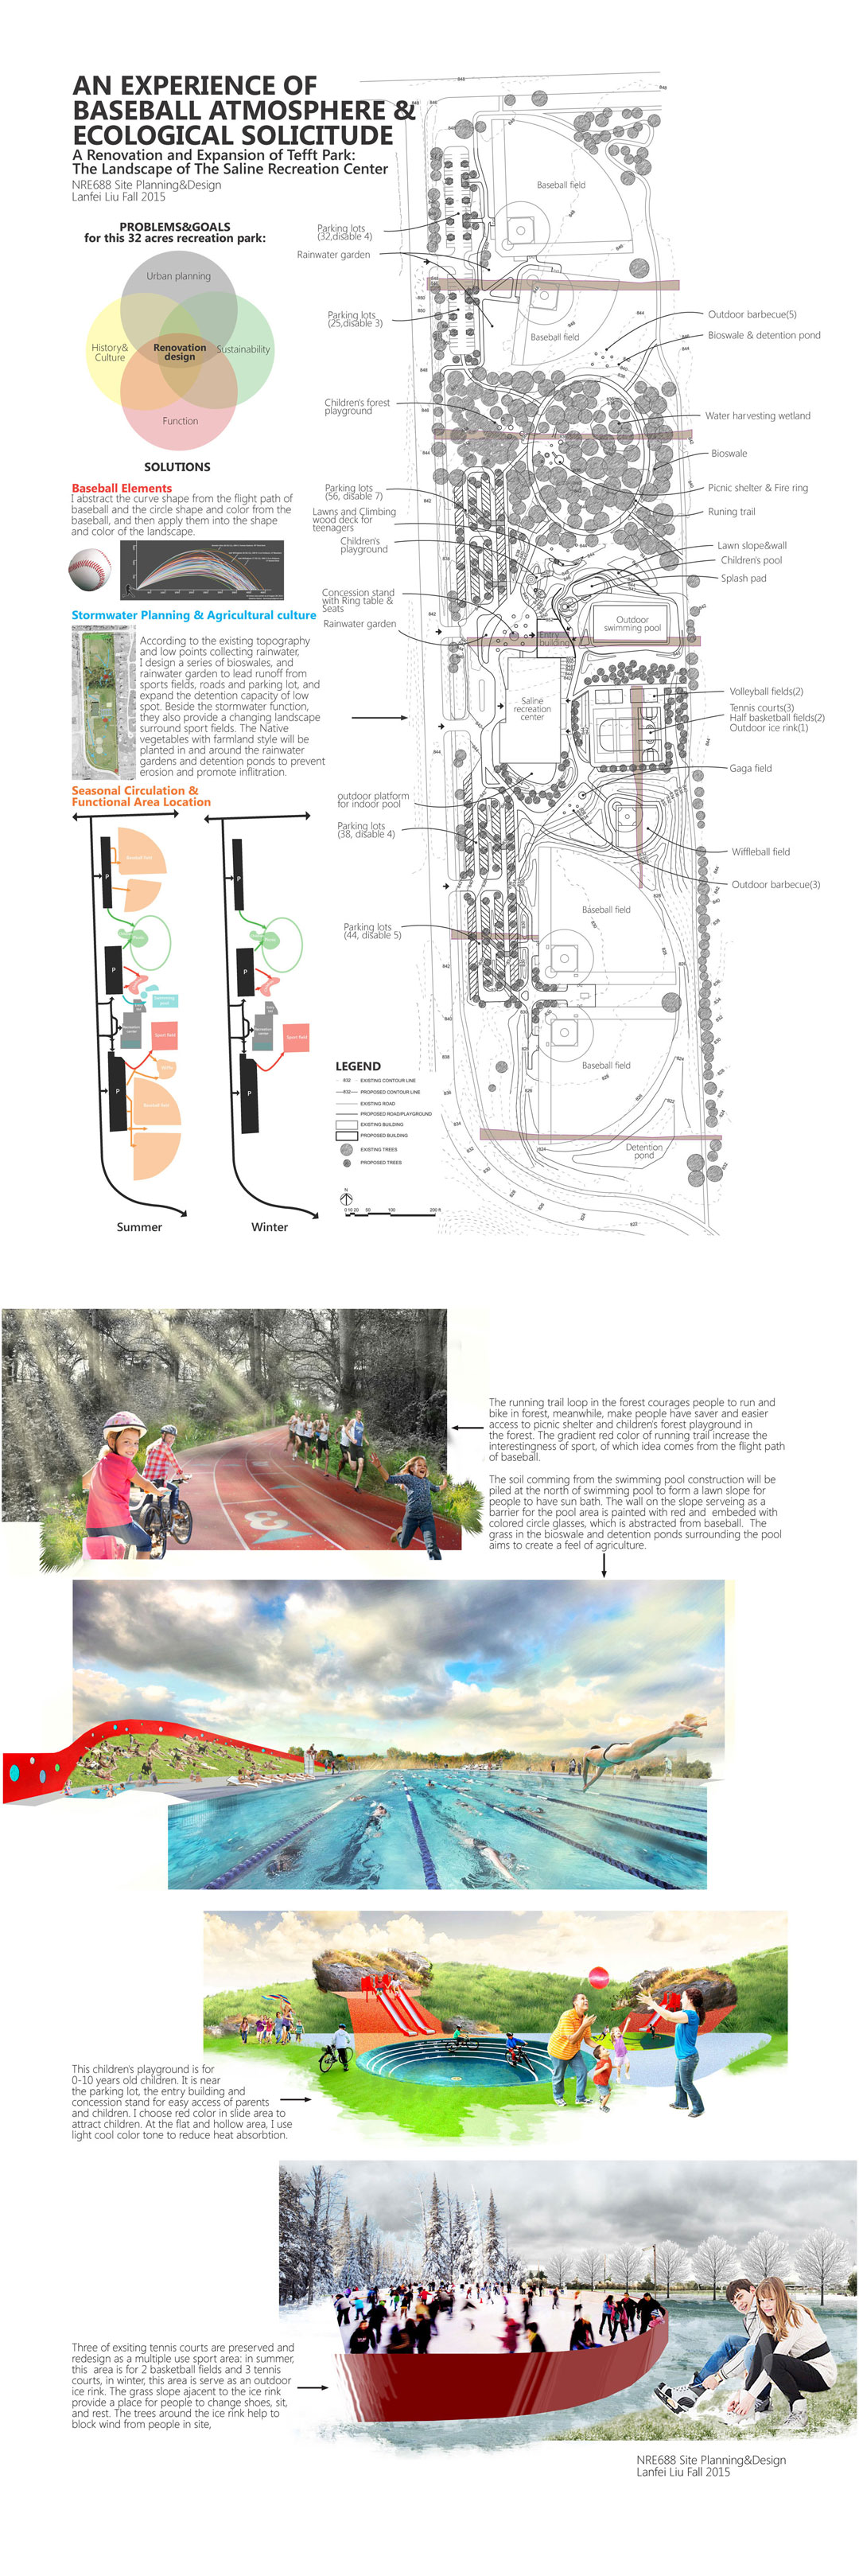 AN EXPERIENCE OF
BASEBALL ATMOSPHERE &
ECOLOGICAL SOLICITUDE
A Renovation and Expansion of Tefft Park:
The Landscape of The Saline Recreation Center
NRE688 Site Planning&Design
Lanfei Liu Fall 2015
PROBLEMS&GOALS
for this 32 acres recreation park:
Urban planning
History&
Culture
Renovation
design
Sustainability
Function
SOLUTIONS
Baseball Elements
I abstract the curve shape from the flight path of
baseball and the circle shape and color from the
baseball, and then apply them into the shape
and color of the landscape.
Stormwater Planning & Agricultural culture
According to the existing topography
and low points collecting rainwater,
I design a series of bioswales, and
rainwater garden to lead runoff from
sports fields, roads and parking lot, and
expand the detention capacity of low
spot. Beside the stormwater function,
they also provide a changing landscape
surround sport fields. The Native
vegetables with farmland style will be
planted in and around the rainwater
gardens and detention ponds to prevent
erosion and promote inflitration.
Seasonal Circulation &
Functional Area Location
P
P
P
Summer
P
P
P
Winter
Parking lots
(32,disable 4)
Rainwater garden
Parking lots
(25,disable 3)
Children's forest
playground
Parking lots
(56, disable 7)
Lawns and Climbing
wood deck for
teenagers
Children's
playground
Concession stand
with Ring table &
Seats
Rainwater garden
outdoor platform
for indoor pool
Parking lots
(38, disable 4)
Parking lots
(44, disable 5)
Baseball field
Baseball field
Outdoor
swimming pool
Entry
building
Saline
recreation
center
Baseball field
Baseball field
Detention
pond
Outdoor barbecue(5)
Bioswale & detention pond
Water harvesting wetland
Bioswale
Picnic shelter & Fire ring
Runing trail
Lawn slope&wall
Children's pool
Splash pad
Volleyball fields(2)
Tennis courts(3)
Half basketball fields(2)
Outdoor ice rink(1)
Gaga field
Wiffleball field
Outdoor barbecue(3)
LEGEND
832 EXISTING CONTOUR LINE
832 PROPOSED CONTOUR LINE
EXISTING ROAD
PROPOSED ROAD/PLAYGROUND
EXISTING BUILDING
PROPOSED BUILDING
EXISTING TREES
PROPOSED TREES
N
0 10 20 50 100 200 ft
The running trail loop in the forest courages people to run and
bike in forest, meanwhile, make people have saver and easier
access to picnic shelter and children's forest playground in
the forest. The gradient red color of running trail increase the
interestingness of sport, of which idea comes from the flight path
of baseball.
The soil comming from the swimming pool construction will be
piled at the north of swimming pool to form a lawn slope for
people to have sun bath. The wall on the slope serveing as a
barrier for the pool area is painted with red and embeded with
colored circle glasses, which is abstracted from baseball. The
grass in the bioswale and detention ponds surrounding the pool
aims to create a feel of agriculture.
This children's playground is for
0-10 years old children. It is near
the parking lot, the entry building and
concession stand for easy access of parents
and children. I choose red color in slide area to
attract children. At the flat and hollow area, I use
light cool color tone to reduce heat absorbtion.
Three of exsiting tennis courts are preserved and
redesign as a multiple use sport area: in summer,
this area is for 2 basketball fields and 3 tennis
courts, in winter, this area is serve as an outdoor
ice rink. The grass slope ajacent to the ice rink
provide a place for people to change shoes, sit,
and rest. The trees around the ice rink help to
block wind from people in site,
NRE688 Site Planning&Design
Lanfei Liu Fall 2015